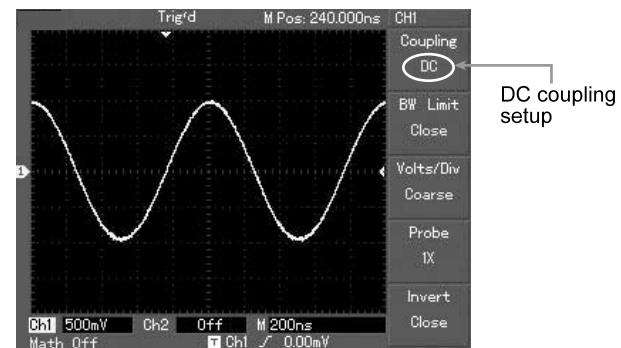 Trig'd M Pos: 240.000ns CH1
Coupling
DC
DC coupling
setup
BW Limit
Close
1
Volts/Div
Coarse
Probe
1X
Invert
Close
Ch1 500mV Ch2 Off M 200ns
Math Off T Ch1 0.00mV